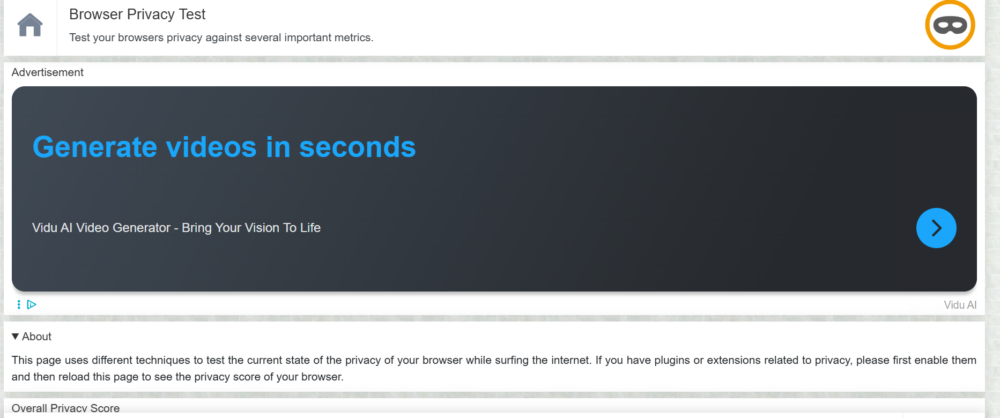 Browser Privacy Test
Test your browsers privacy against several important metrics.
Advertisement
Generate videos in seconds
Vidu AI Video Generator - Bring Your Vision To Life
Vidu AI
About
This page uses different techniques to test the current state of the privacy of your browser while surfing the internet. If you have plugins or extensions related to privacy, please first enable them
and then reload this page to see the privacy score of your browser.
Overall Privacy Score